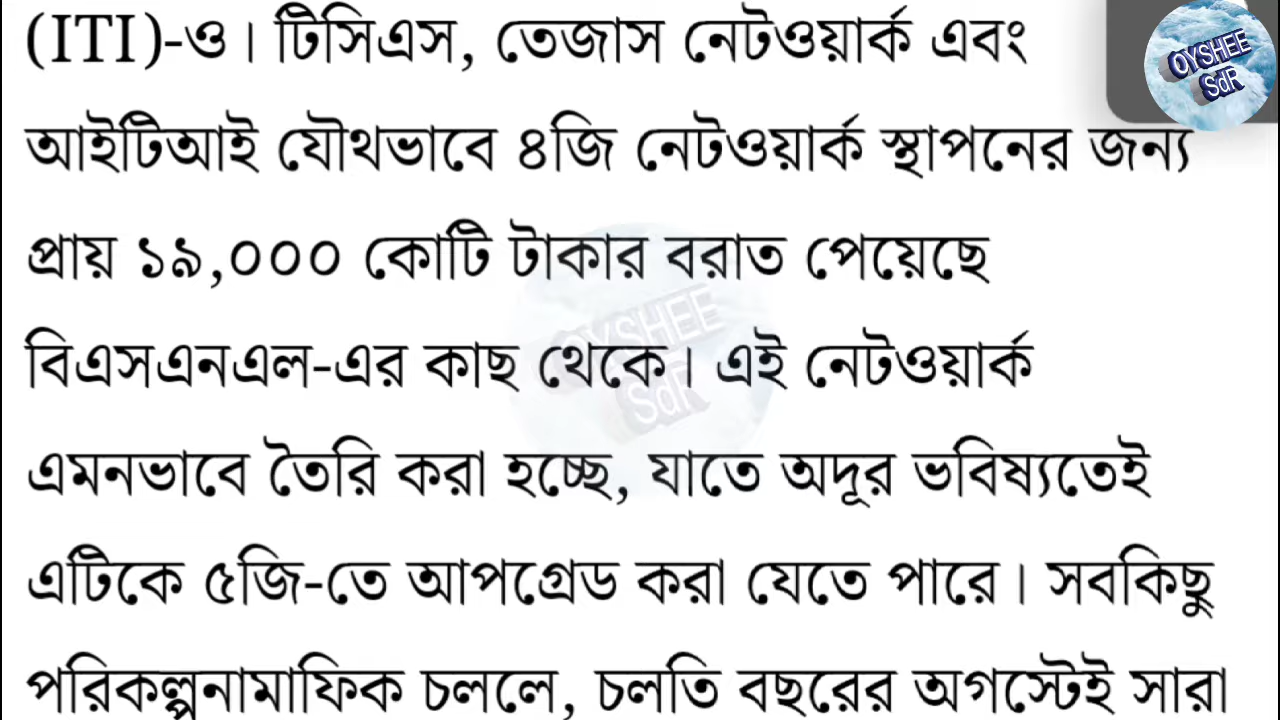 (ITI)-ও। টিসিএস, তেজাস নেটওয়ার্ক এবং
OYSHEE
SdR
আইটিআই যৌথভাবে ৪জি নেটওয়ার্ক স্থাপনের জন্য
প্রায় ১৯,০০০ কোটি টাকার বরাত পেয়েছে
বিএসএনএল-এর কাছ থেকে। এই নেটওয়ার্ক
OYSHEE
SdR
এমনভাবে তৈরি করা হচ্ছে, যাতে অদূর ভবিষ্যতেই
এটিকে ৫জি-তে আপগ্রেড করা যেতে পারে। সবকিছু
পরিকল্পনামাফিক চললে, চলতি বছরের অগস্টেই সারা